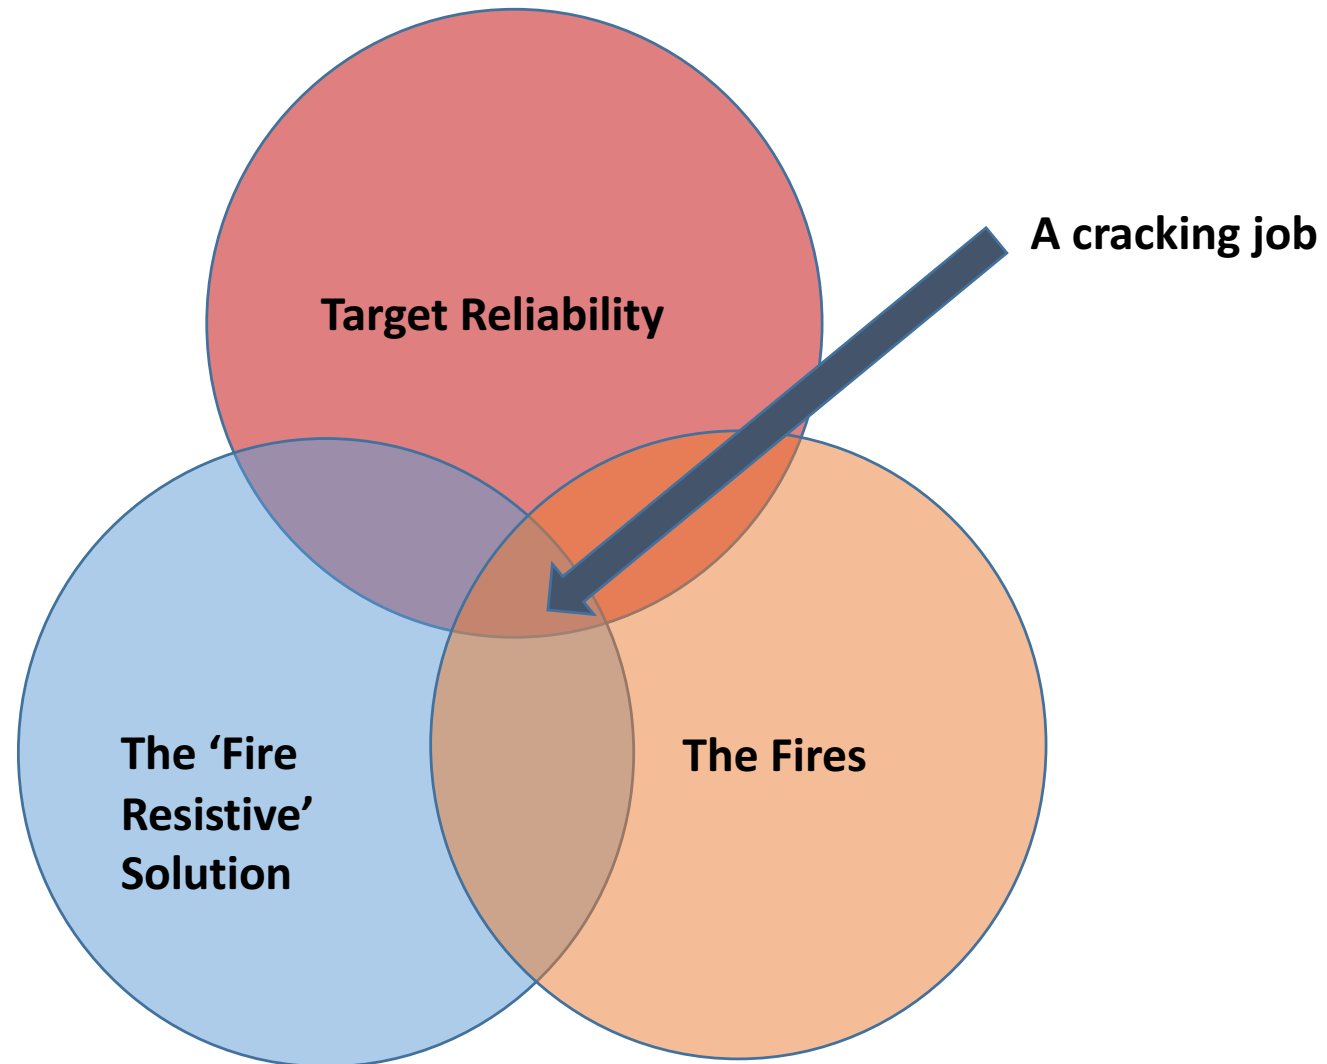 A cracking job
Target Reliability
The ‘Fire
Resistive’
Solution
The Fires